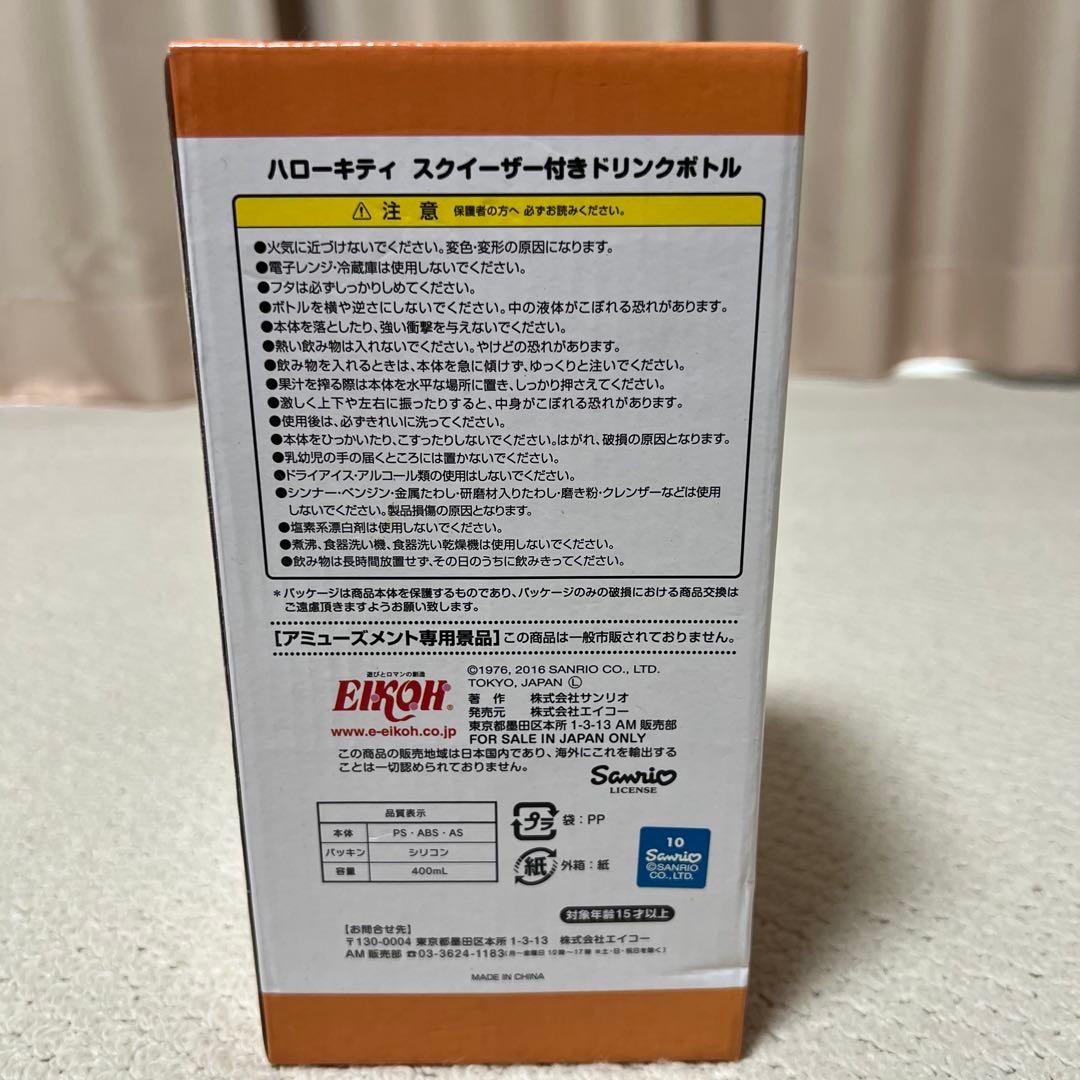 ハローキティ スクイーザー付きドリンクボトル
⚠ 注 意 保護者の方へ 必ずお読みください。
●火気に近づけないでください。変色・変形の原因になります。
●電子レンジ・冷蔵庫は使用しないでください。
●フタは必ずしっかりしめてください。
●ボトルを横や逆さにしないでください。中の液体がこぼれる恐れがあります。
●本体を落としたり、強い衝撃を与えないでください。
●熱い飲み物は入れないでください。やけどの恐れがあります。
●飲み物を入れるときは、本体を急に傾けず、ゆっくりと注いでください。
●果汁を搾る際は本体を水平な場所に置き、しっかり押さえてください。
●激しく上下や左右に振ったりすると、中身がこぼれる恐れがあります。
●使用後は、必ずきれいに洗ってください。
●本体をひっかいたり、こすったりしないでください。はがれ、破損の原因となります。
●乳幼児の手の届くところには置かないでください。
●ドライアイス・アルコール類の使用はしないでください。
●シンナー・ベンジン・金属たわし・研磨材入りたわし・磨き粉・クレンザーなどは使用
しないでください。製品損傷の原因となります。
●塩素系漂白剤は使用しないでください。
●煮沸、食器洗い機、食器洗い乾燥機は使用しないでください。
●飲み物は長時間放置せず、その日のうちに飲みきってください。
＊パッケージは商品本体を保護するものであり、パッケージのみの破損における商品交換は
ご遠慮頂きますようお願い致します。
[アミューズメント専用景品]この商品は一般市販されておりません。
遊びとロマンの創造
EIKOH®
www.e-eikoh.co.jp
©1976, 2016 SANRIO CO., LTD.
TOKYO, JAPAN Ⓛ
著 作 株式会社サンリオ
発売元 株式会社エイコー
東京都墨田区本所 1-3-13 AM 販売部
FOR SALE IN JAPAN ONLY
この商品の販売地域は日本国内であり、海外にこれを輸出する
ことは一切認められておりません。
Sanrio
LICENSE
品質表示
本体 PS・ABS・AS
パッキン シリコン
容量 400mL
プラ 袋：PP
紙 外箱：紙
10
Sanrio
©SANRIO
CO.,LTD.
対象年齢15才以上
【お問合せ先】
〒130-0004 東京都墨田区本所 1-3-13 株式会社エイコー
AM 販売部 ☎03-3624-1183(月〜金曜日 10時〜17時 ※土・日・祝日を除く)
MADE IN CHINA